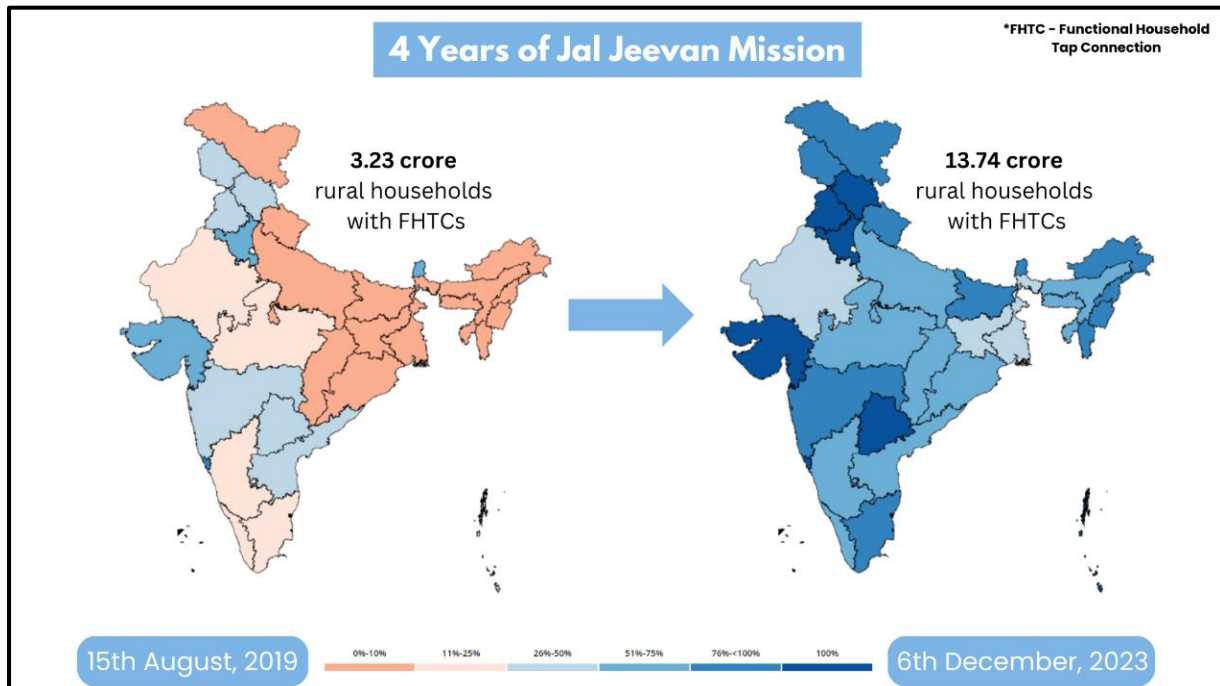 4 Years of Jal Jeevan Mission
*FHTC - Functional Household
Tap Connection
3.23 crore
rural households
with FHTCs
13.74 crore
rural households
with FHTCs
15th August, 2019
0%-10% 11%-25% 26%-50% 51%-75% 76%-<100% 100%
6th December, 2023